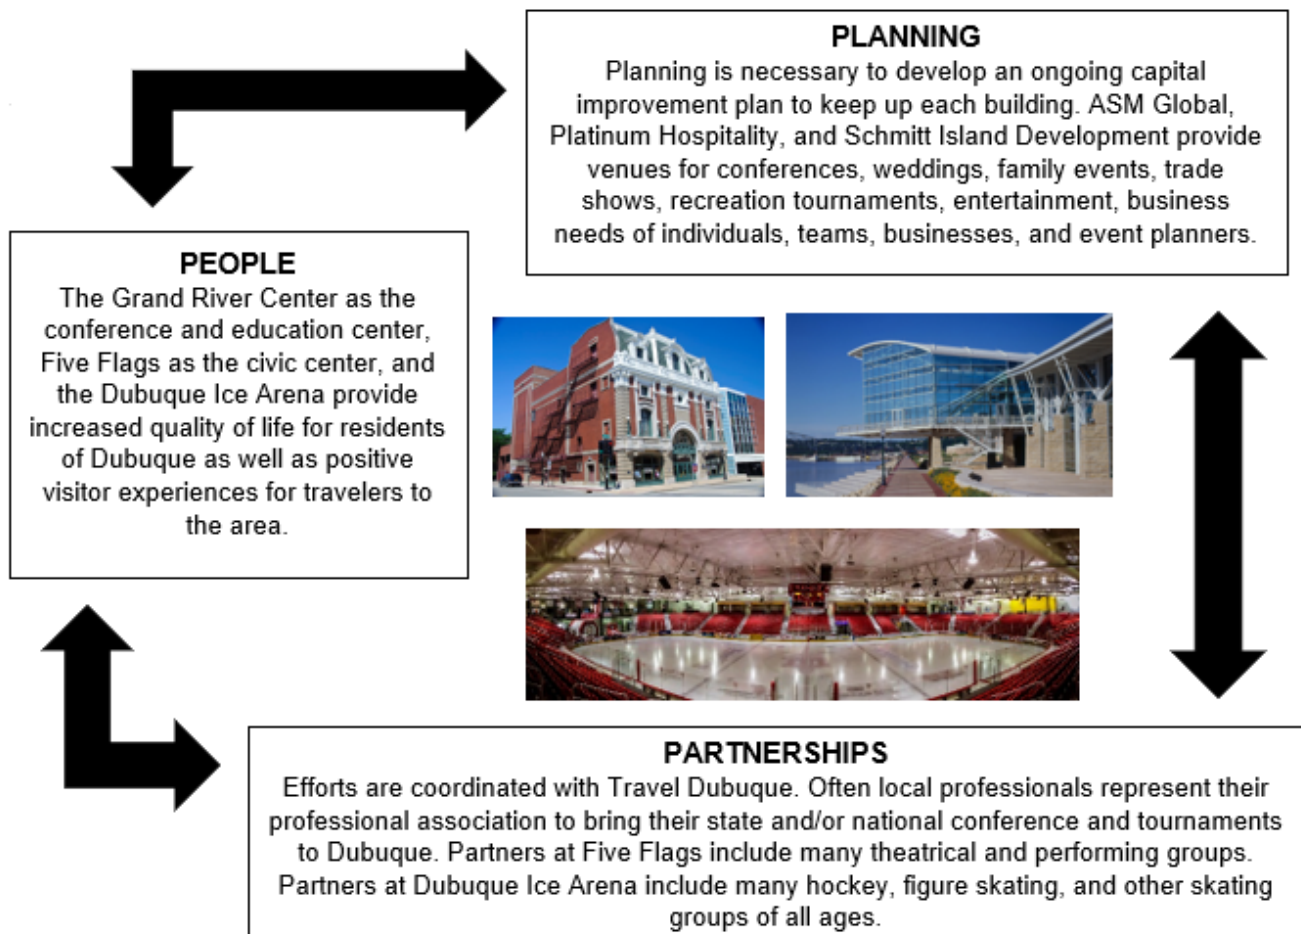 PLANNING
Planning is necessary to develop an ongoing capital
improvement plan to keep up each building. ASM Global,
Platinum Hospitality, and Schmitt Island Development provide
venues for conferences, weddings, family events, trade
shows, recreation tournaments, entertainment, business
needs of individuals, teams, businesses, and event planners.
PEOPLE
The Grand River Center as the
conference and education center,
Five Flags as the civic center, and
the Dubuque Ice Arena provide
increased quality of life for residents
of Dubuque as well as positive
visitor experiences for travelers to
the area.
PARTNERSHIPS
Efforts are coordinated with Travel Dubuque. Often local professionals represent their
professional association to bring their state and/or national conference and tournaments
to Dubuque. Partners at Five Flags include many theatrical and performing groups.
Partners at Dubuque Ice Arena include many hockey, figure skating, and other skating
groups of all ages.